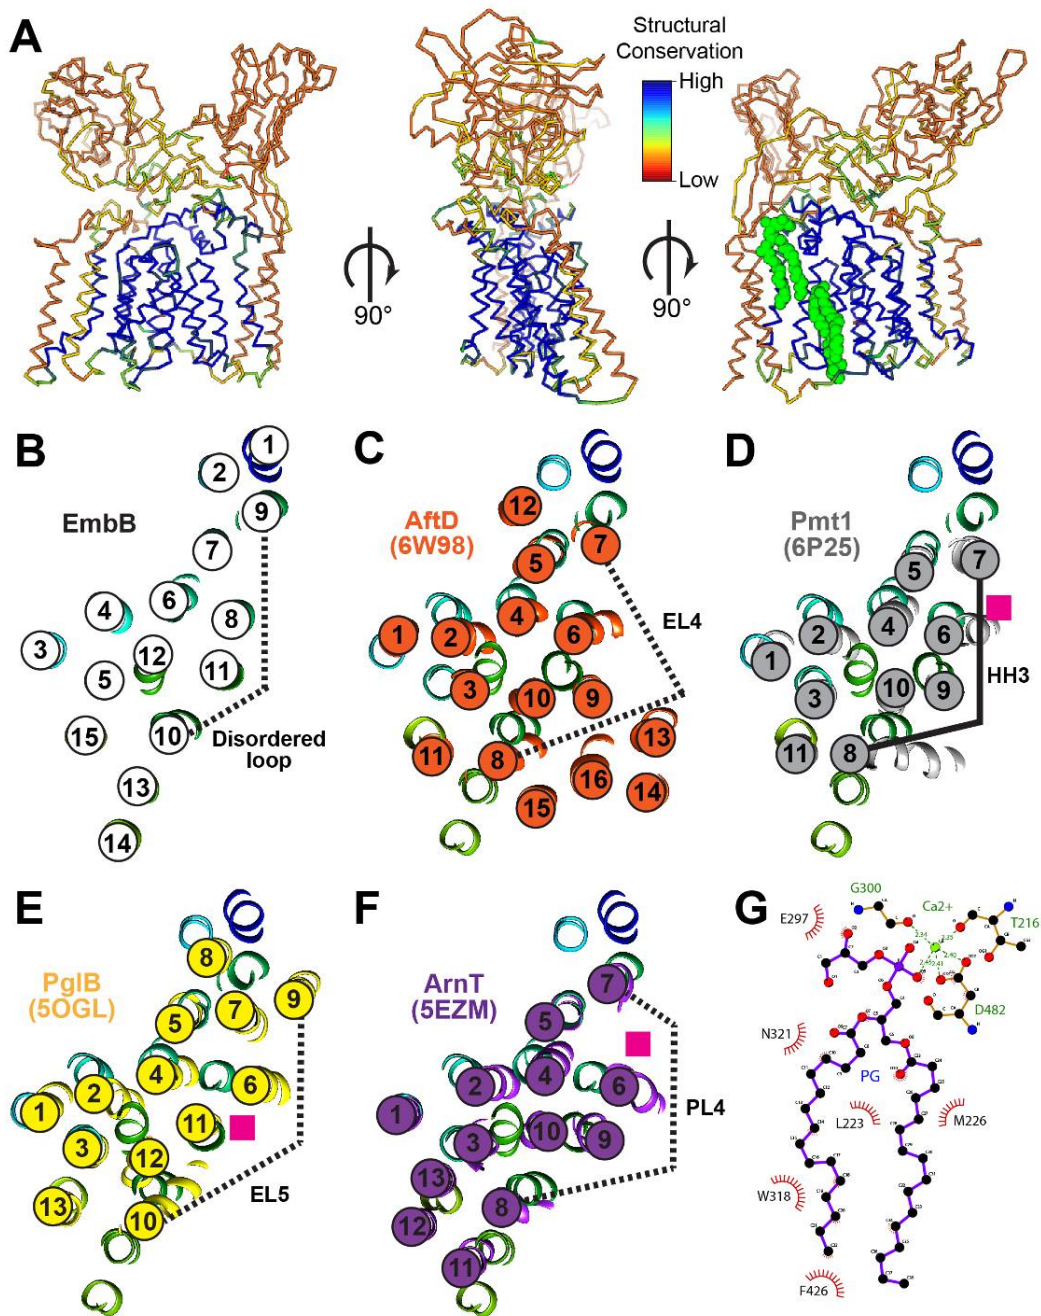 A
Structural
Conservation
High
Low
90°
90°
B
EmbB
1
2
9
7
4
6
8
3
12
5
11
15
10
Disordered
loop
13
14
C
AftD
(6W98)
12
7
5
4
1
2
6
EL4
3
10
9
11
8
13
16
14
15
D
Pmt1
(6P25)
7
5
4
2
6
1
10
9
HH3
3
11
8
E
PglB
(5OGL)
8
9
7
5
4
6
2
1
11
3
12
13
10
EL5
F
ArnT
(5EZM)
7
5
4
2
6
1
PL4
3
10
9
13
8
12
11
G
G300
Ca2+
E297
T216
D482
N321
PG
L223
M226
W318
F426